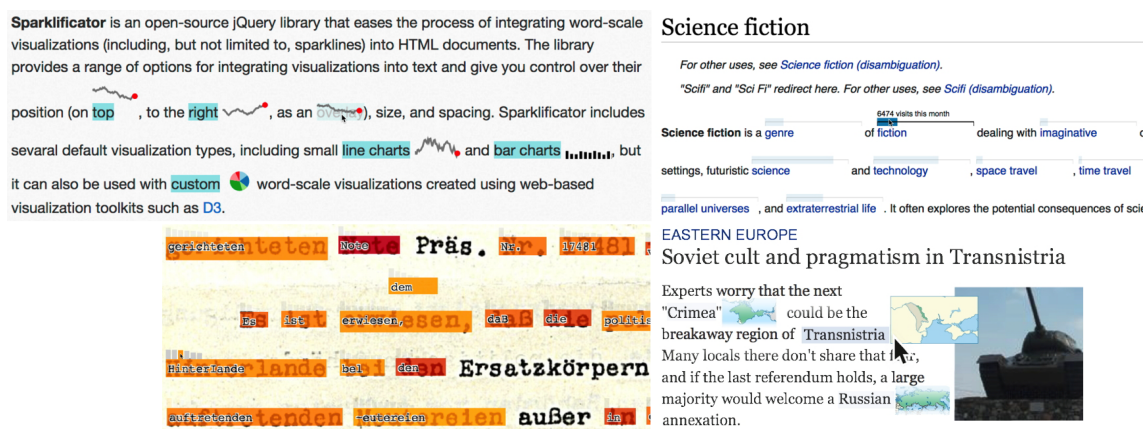 Sparklificator is an open-source jQuery library that eases the process of integrating word-scale
visualizations (including, but not limited to, sparklines) into HTML documents. The library
provides a range of options for integrating visualizations into text and give you control over their
position (on top , to the right , as an overlay), size, and spacing. Sparklificator includes
sevaral default visualization types, including small line charts and bar charts , but
it can also be used with custom word-scale visualizations created using web-based
visualization toolkits such as D3.
Science fiction
For other uses, see Science fiction (disambiguation).
"Scifi" and "Sci Fi" redirect here. For other uses, see Scifi (disambiguation).
6474 visits this month
Science fiction is a genre of fiction dealing with imaginative
settings, futuristic science and technology , space travel , time travel
parallel universes , and extraterrestrial life . It often explores the potential consequences of scie
gerichteten Note Präs. Nr. 17481
dem
Es ist erwiesen, daß die politis
Hinterlande bei den Ersatzkörpern
auftretenden -eutereien außer in
EASTERN EUROPE
Soviet cult and pragmatism in Transnistria
Experts worry that the next
"Crimea" could be the
breakaway region of Transnistria
Many locals there don't share that fear,
and if the last referendum holds, a large
majority would welcome a Russian
annexation.